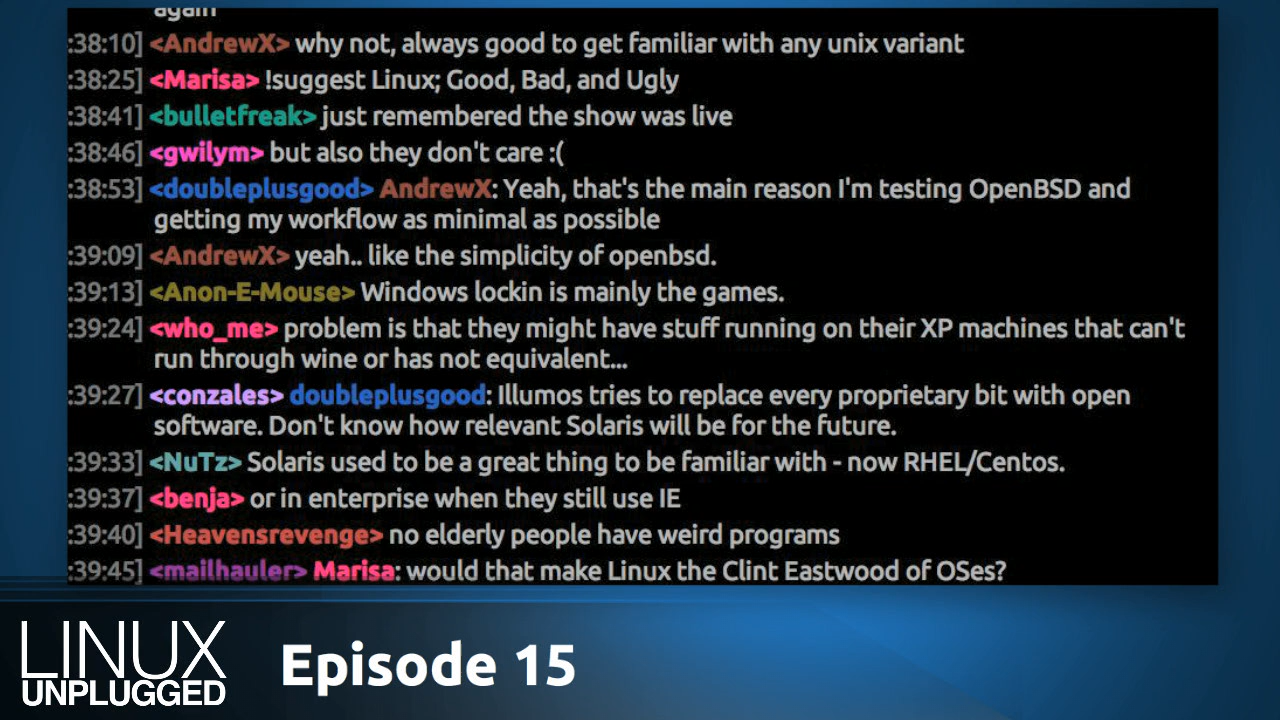 again
:38:10] <AndrewX> why not, always good to get familiar with any unix variant
:38:25] <Marisa> !suggest Linux; Good, Bad, and Ugly
:38:41] <bulletfreak> just remembered the show was live
:38:46] <gwilym> but also they don't care :(
:38:53] <doubleplusgood> AndrewX: Yeah, that's the main reason I'm testing OpenBSD and
getting my workflow as minimal as possible
:39:09] <AndrewX> yeah.. like the simplicity of openbsd.
:39:13] <Anon-E-Mouse> Windows lockin is mainly the games.
:39:24] <who_me> problem is that they might have stuff running on their XP machines that can't
run through wine or has not equivalent...
:39:27] <conzales> doubleplusgood: Illumos tries to replace every proprietary bit with open
software. Don't know how relevant Solaris will be for the future.
:39:33] <NuTz> Solaris used to be a great thing to be familiar with - now RHEL/Centos.
:39:37] <benja> or in enterprise when they still use IE
:39:40] <Heavensrevenge> no elderly people have weird programs
:39:45] <mailhauler> Marisa: would that make Linux the Clint Eastwood of OSes?
LINUX
UNPLUGGED
Episode 15